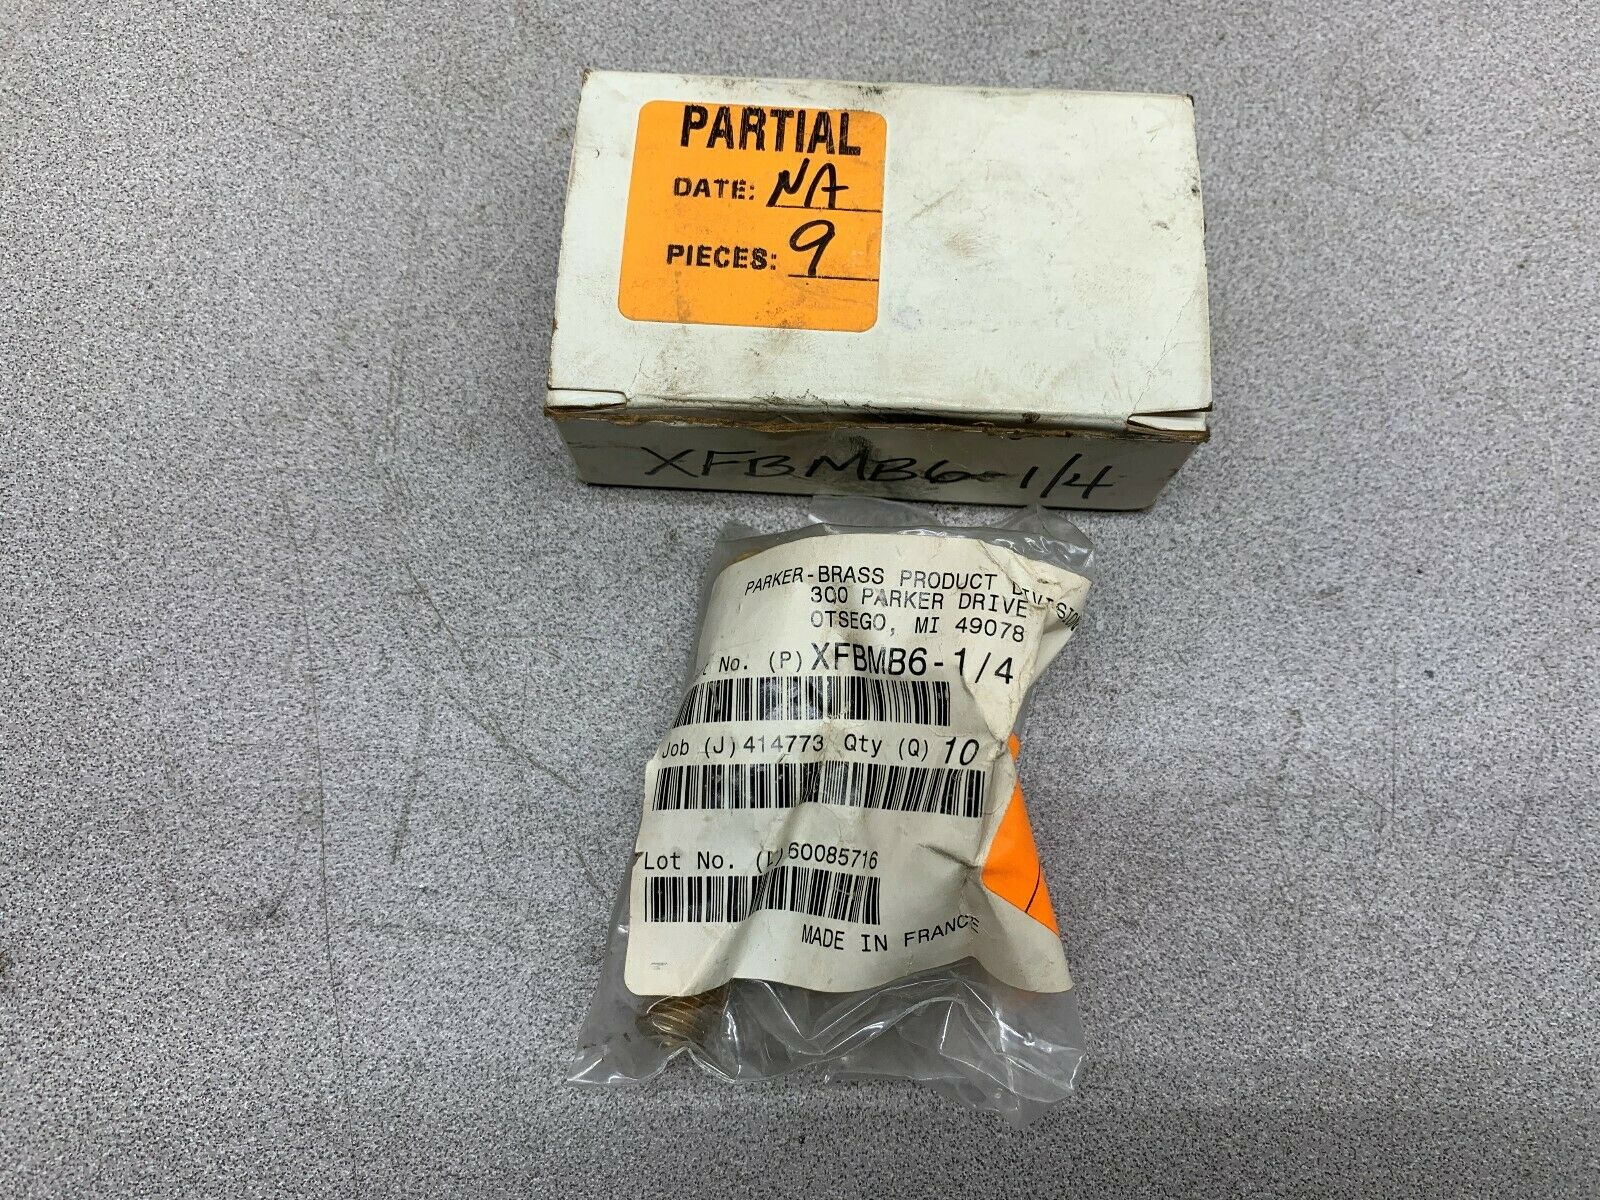 PARTIAL
DATE: NA
PIECES: 9
XFBMB6-1/4
PARKER-BRASS PRODUCT DIVISION
300 PARKER DRIVE
OTSEGO, MI 49078
No. (P) XFBMB6-1/4
Job (J) 414773 Qty (Q) 10
Lot No. 60085716
MADE IN FRANCE